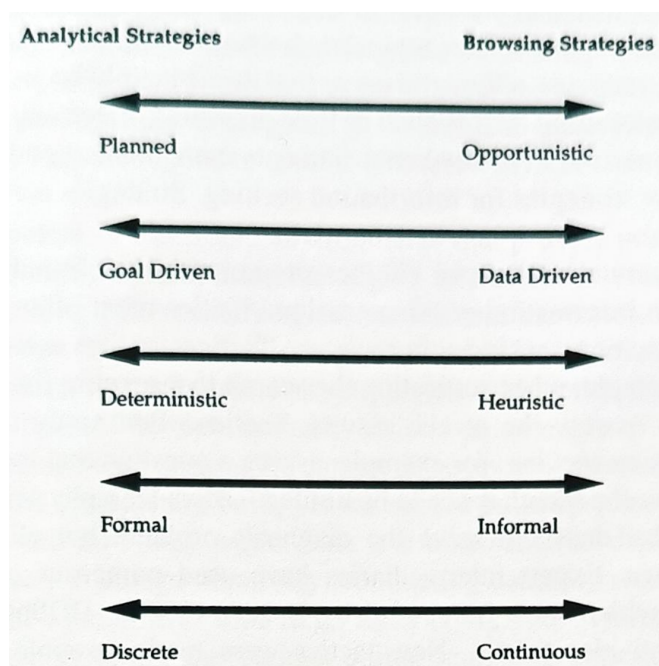 Analytical Strategies Browsing Strategies
Planned Opportunistic
Goal Driven Data Driven
Deterministic Heuristic
Formal Informal
Discrete Continuous